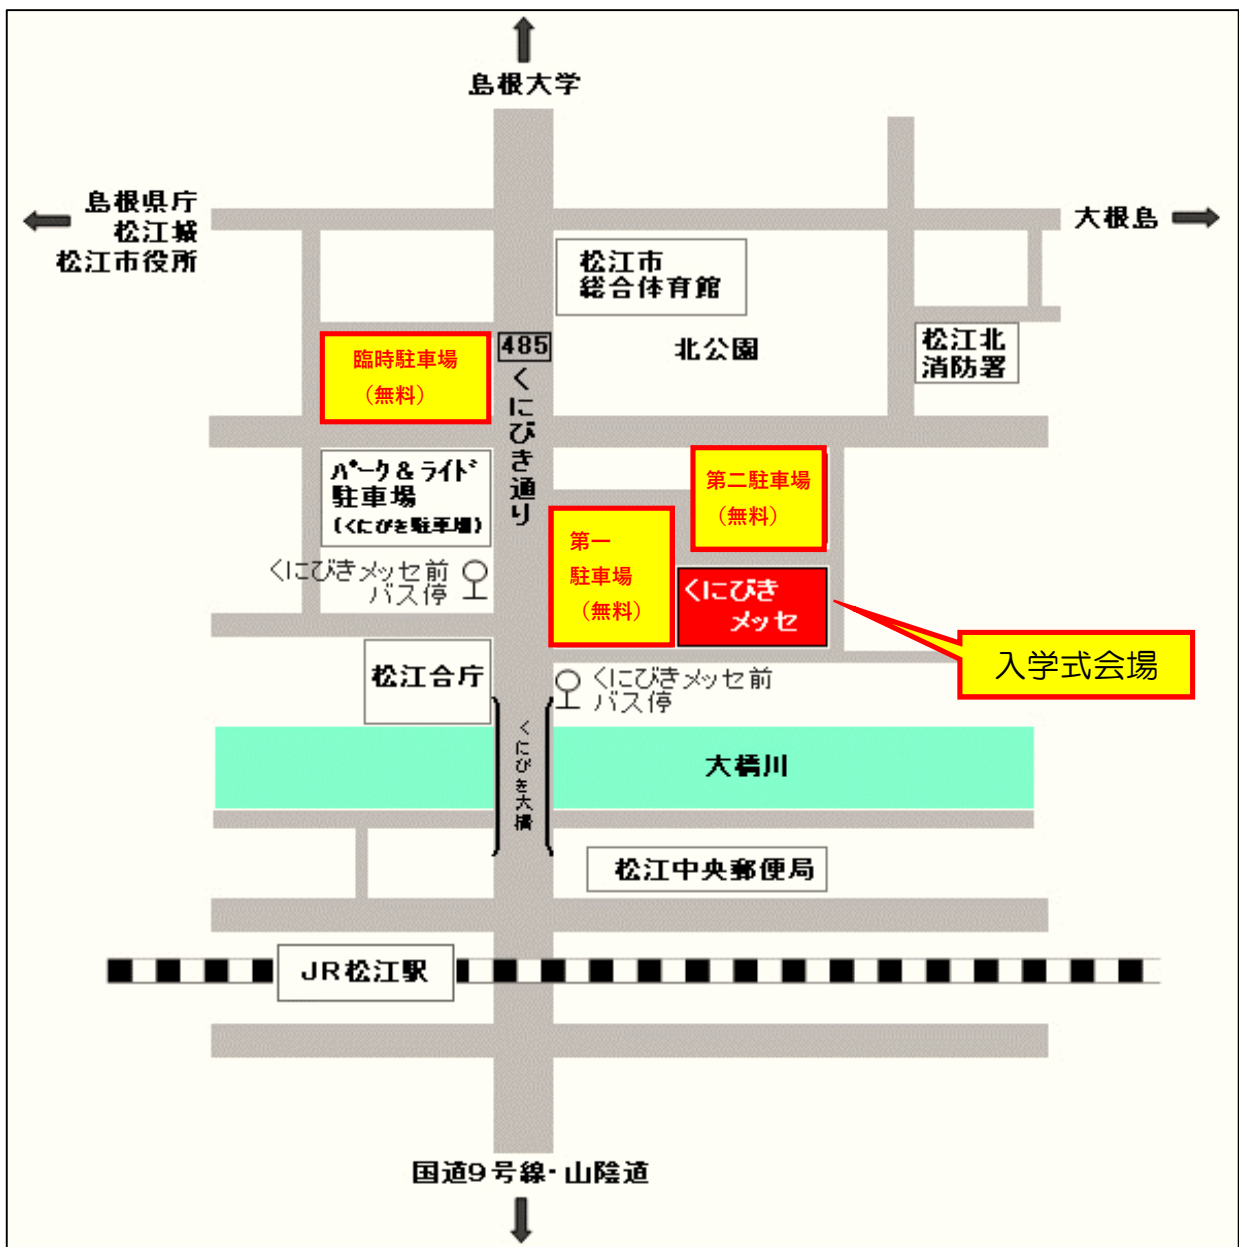 島根大学
島根県庁
松江城
松江市役所
大根島
松江市
総合体育館
485
くにびき通り
北公園
松江北
消防署
臨時駐車場
（無料）
パーク&ライド
駐車場
(くにびき駐車場)
第二駐車場
（無料）
第一
駐車場
（無料）
くにびきメッセ前
バス停
くにびき
メッセ
入学式会場
松江合庁
くにびきメッセ前
バス停
くにびき大橋
大橋川
松江中央郵便局
JR松江駅
国道9号線・山陰道